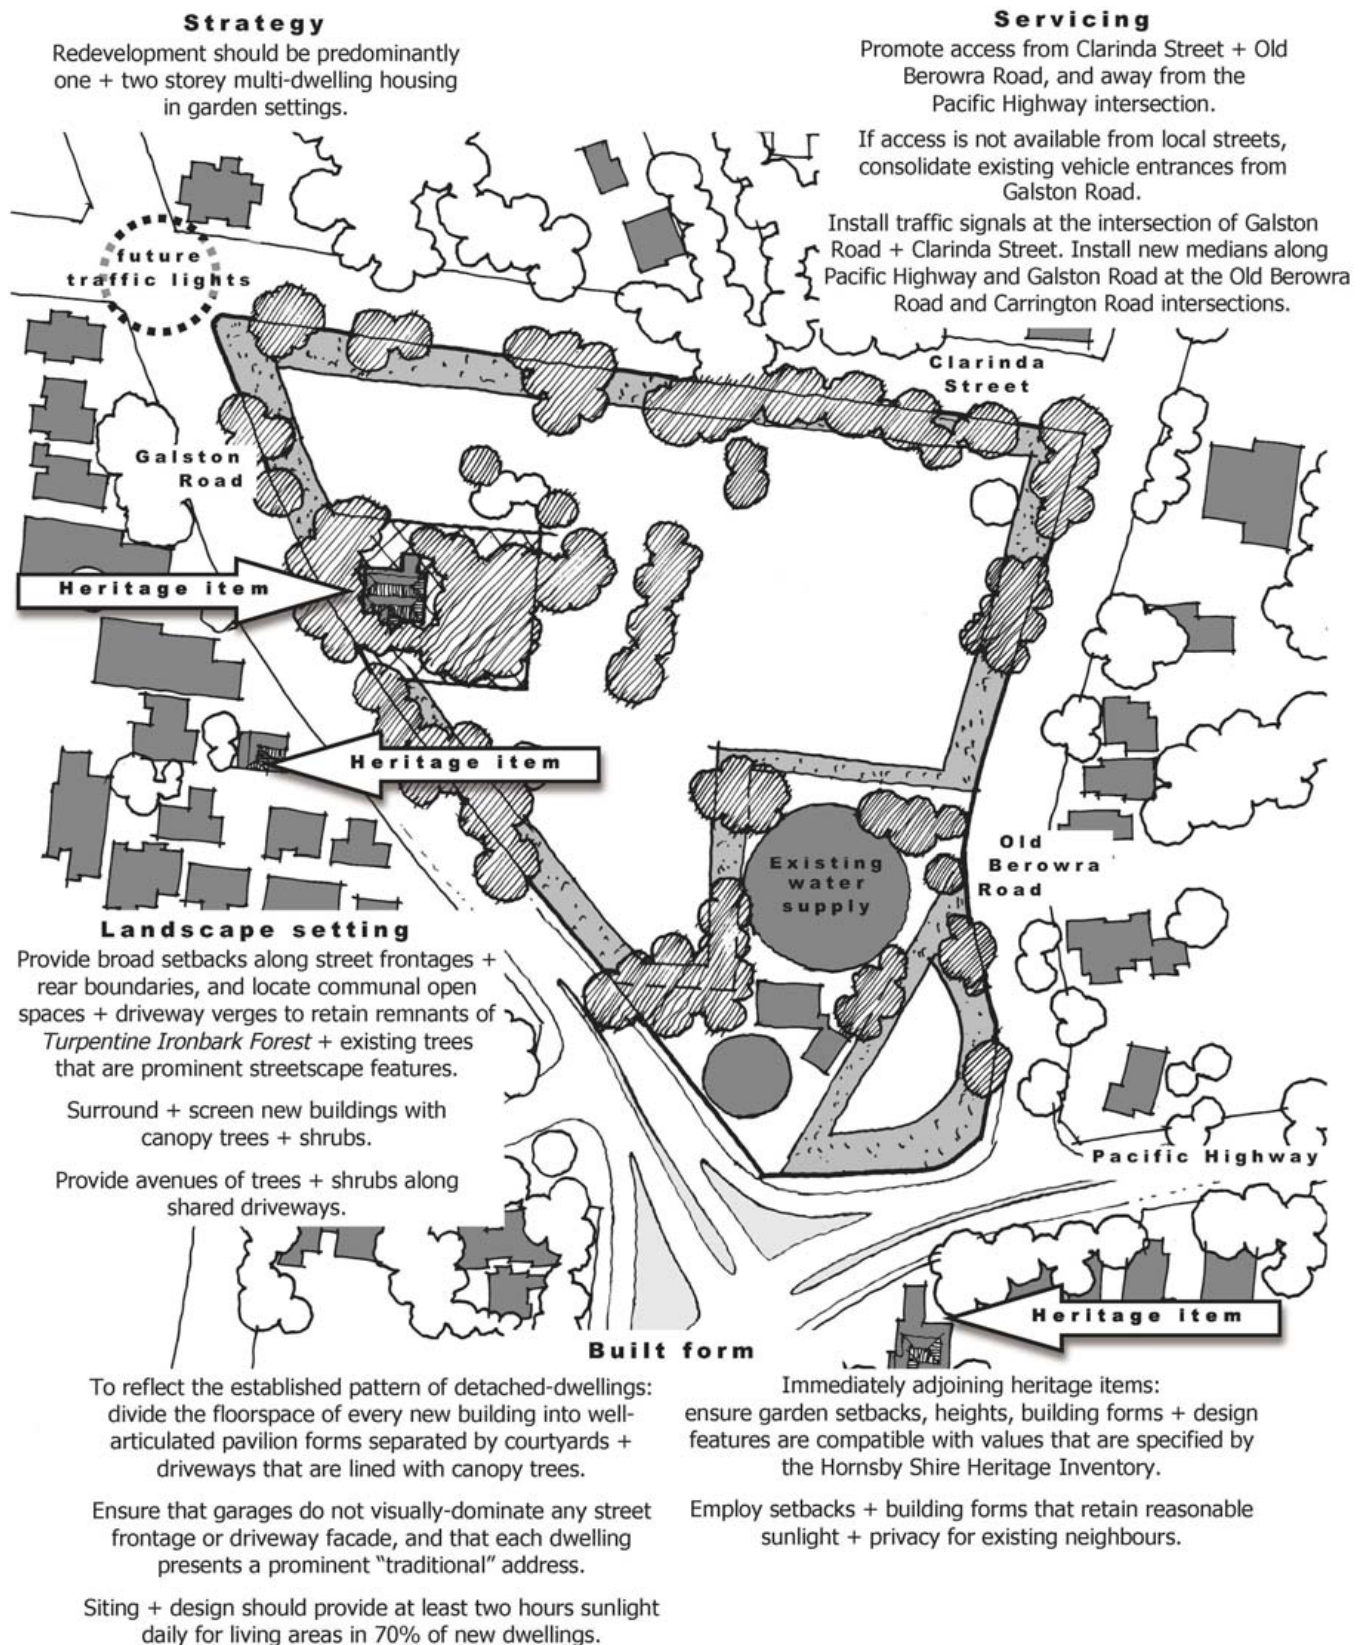 Strategy
Redevelopment should be predominantly
one + two storey multi-dwelling housing
in garden settings.
Servicing
Promote access from Clarinda Street + Old
Berowra Road, and away from the
Pacific Highway intersection.
If access is not available from local streets,
consolidate existing vehicle entrances from
Galston Road.
Install traffic signals at the intersection of Galston
Road + Clarinda Street. Install new medians along
Pacific Highway and Galston Road at the Old Berowra
Road and Carrington Road intersections.
future
traffic lights
Clarinda
Street
Galston
Road
Heritage item
Heritage item
Existing
water
supply
Old
Berowra
Road
Landscape setting
Provide broad setbacks along street frontages +
rear boundaries, and locate communal open
spaces + driveway verges to retain remnants of
Turpentine Ironbark Forest + existing trees
that are prominent streetscape features.
Surround + screen new buildings with
canopy trees + shrubs.
Provide avenues of trees + shrubs along
shared driveways.
Pacific Highway
Heritage item
Built form
To reflect the established pattern of detached-dwellings:
divide the floorspace of every new building into well-
articulated pavilion forms separated by courtyards +
driveways that are lined with canopy trees.
Ensure that garages do not visually-dominate any street
frontage or driveway facade, and that each dwelling
presents a prominent “traditional” address.
Siting + design should provide at least two hours sunlight
daily for living areas in 70% of new dwellings.
Immediately adjoining heritage items:
ensure garden setbacks, heights, building forms + design
features are compatible with values that are specified by
the Hornsby Shire Heritage Inventory.
Employ setbacks + building forms that retain reasonable
sunlight + privacy for existing neighbours.